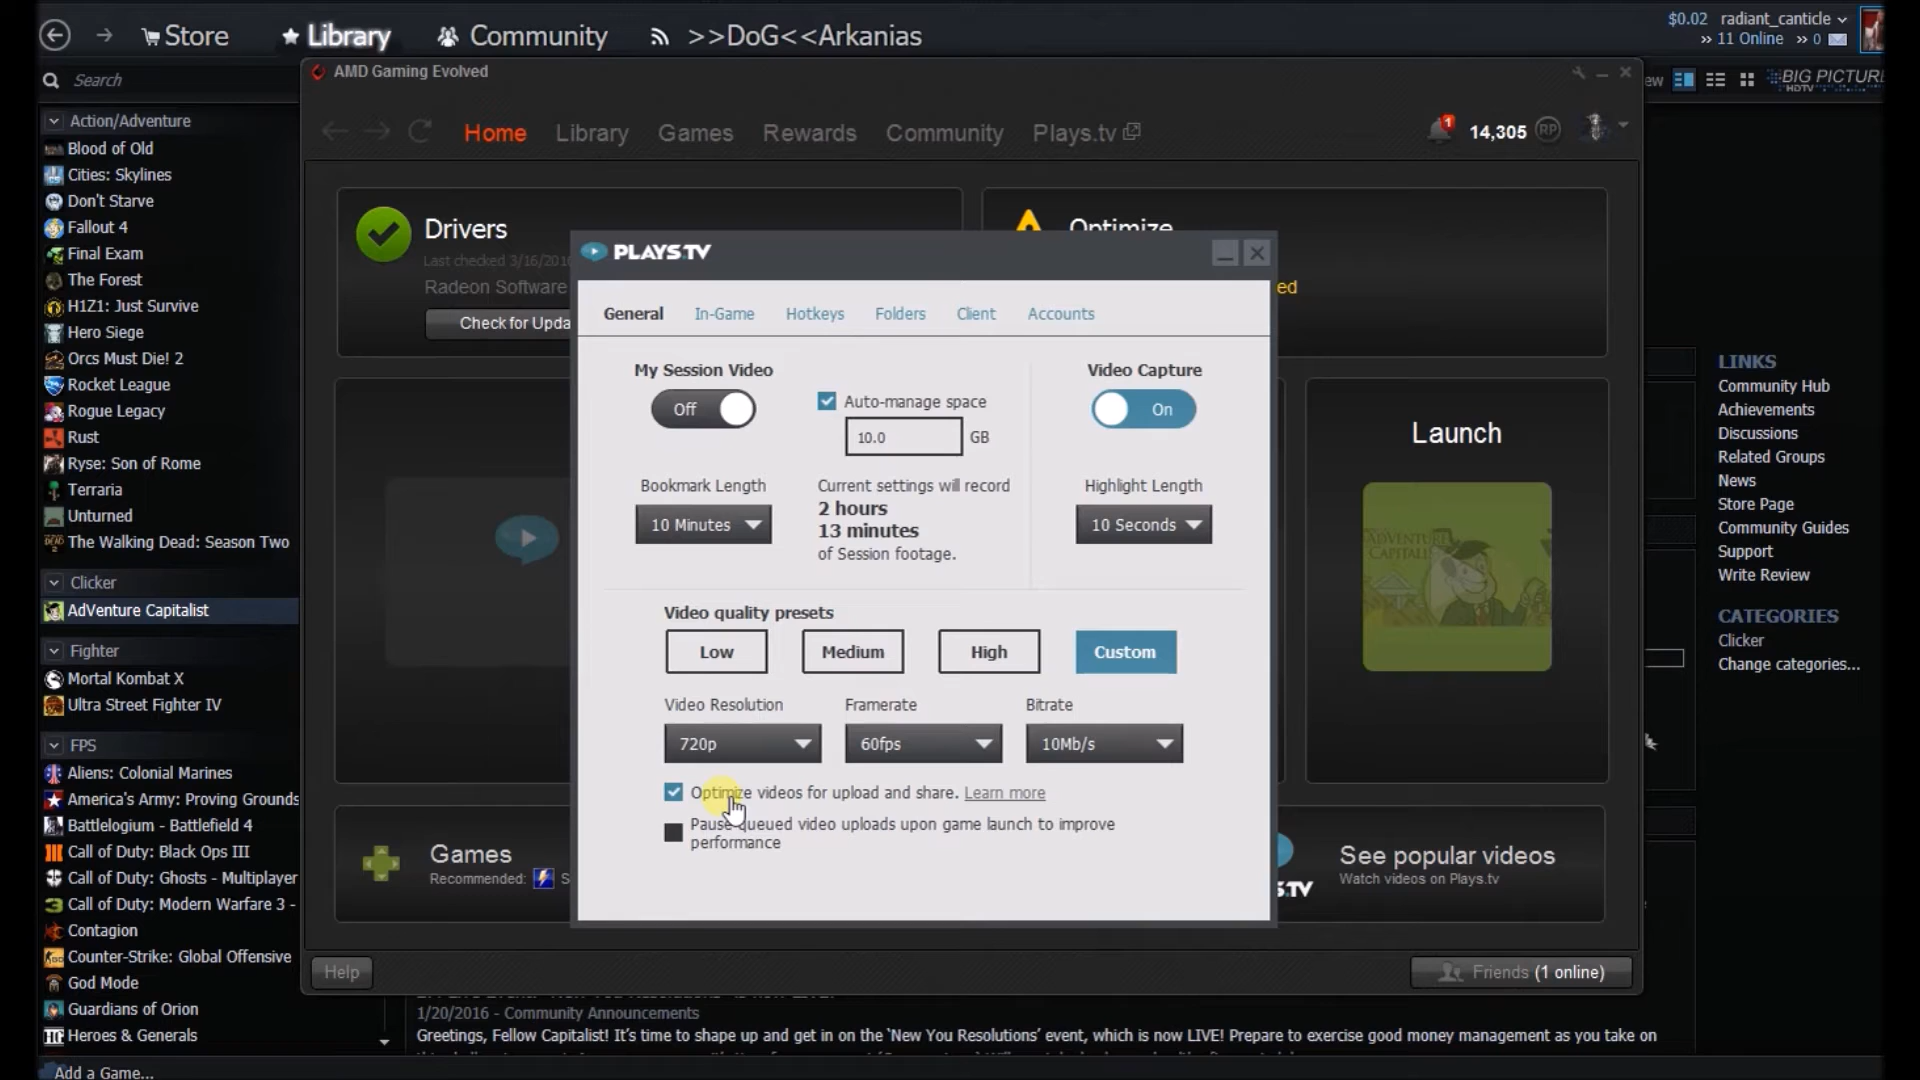 Store
Library
Community
>>DoG<<Arkanias
$0.02 radiant_canticle
» 11 Online » 0
Search
BIG PICTURE
HDTV
Action/Adventure
Blood of Old
Cities: Skylines
Don't Starve
Fallout 4
Final Exam
The Forest
H1Z1: Just Survive
Hero Siege
Orcs Must Die! 2
Rocket League
Rogue Legacy
Rust
Ryse: Son of Rome
Terraria
Unturned
The Walking Dead: Season Two
Clicker
AdVenture Capitalist
Fighter
Mortal Kombat X
Ultra Street Fighter IV
FPS
Aliens: Colonial Marines
America's Army: Proving Grounds
Battlelogium - Battlefield 4
Call of Duty: Black Ops III
Call of Duty: Ghosts - Multiplayer
Call of Duty: Modern Warfare 3 -
Contagion
Counter-Strike: Global Offensive
God Mode
Guardians of Orion
Heroes & Generals
Add a Game...
AMD Gaming Evolved
Home
Library
Games
Rewards
Community
Plays.tv
1
14,305 RP
Drivers
Last checked 3/16/201
Radeon Software
Check for Upda
Optimize
ed
PLAYS.TV
General
In-Game
Hotkeys
Folders
Client
Accounts
My Session Video
Off
Auto-manage space
10.0 GB
Video Capture
On
Bookmark Length
10 Minutes
Current settings will record
2 hours
13 minutes
of Session footage.
Highlight Length
10 Seconds
Video quality presets
Low
Medium
High
Custom
Video Resolution
720p
Framerate
60fps
Bitrate
10Mb/s
Optimize videos for upload and share. Learn more
Pause queued video uploads upon game launch to improve
performance
Launch
ADVENTURE
CAPITALIST
Games
Recommended: S
See popular videos
Watch videos on Plays.tv
S.TV
Help
Friends (1 online)
LINKS
Community Hub
Achievements
Discussions
Related Groups
News
Store Page
Community Guides
Support
Write Review
CATEGORIES
Clicker
Change categories...
1/20/2016 - Community Announcements
Greetings, Fellow Capitalist! It's time to shape up and get in on the 'New You Resolutions' event, which is now LIVE! Prepare to exercise good money management as you take on